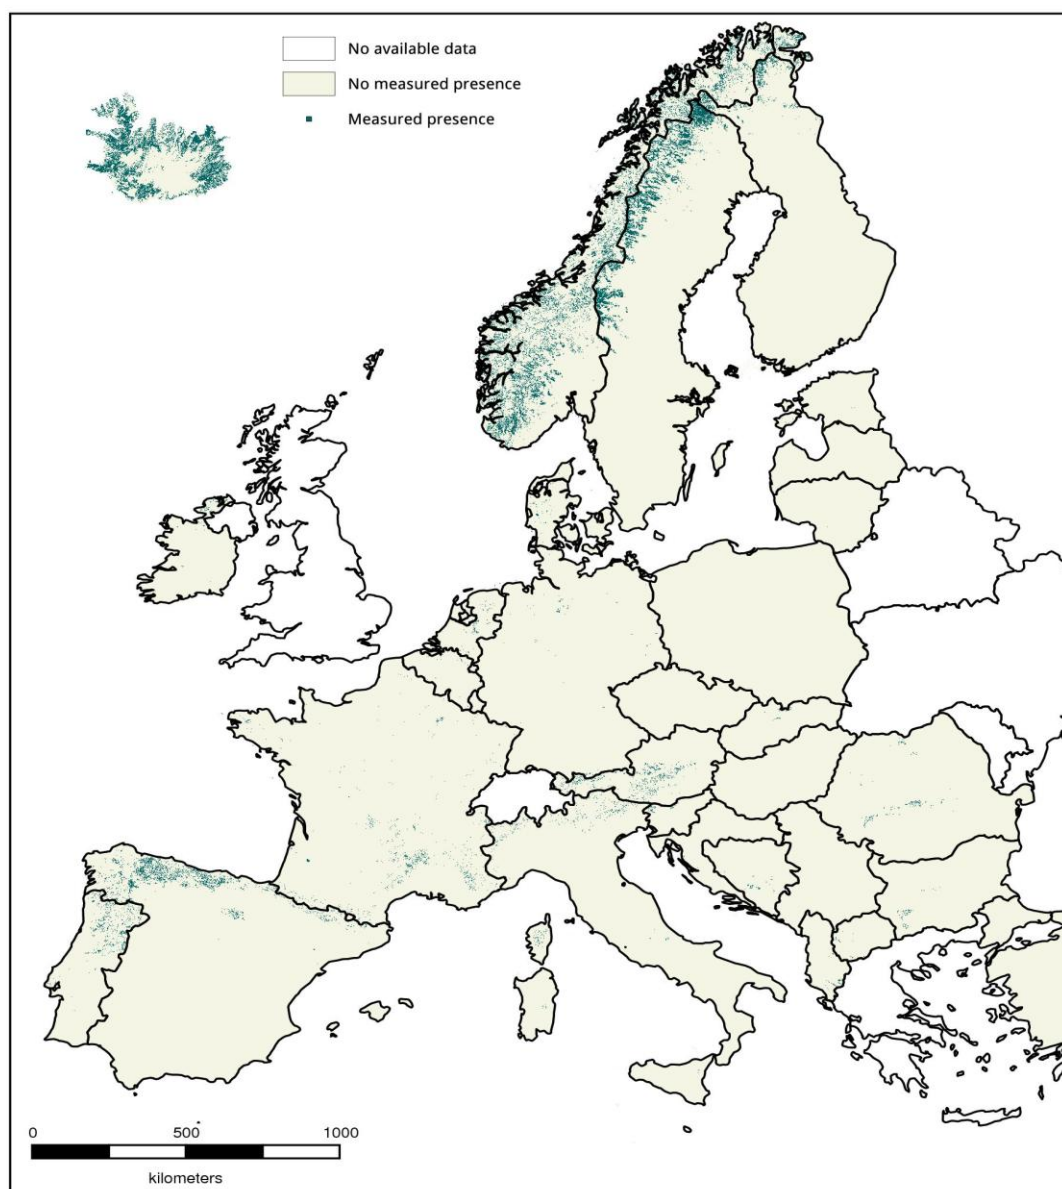 No available data
No measured presence
Measured presence
0 500 1000
kilometers